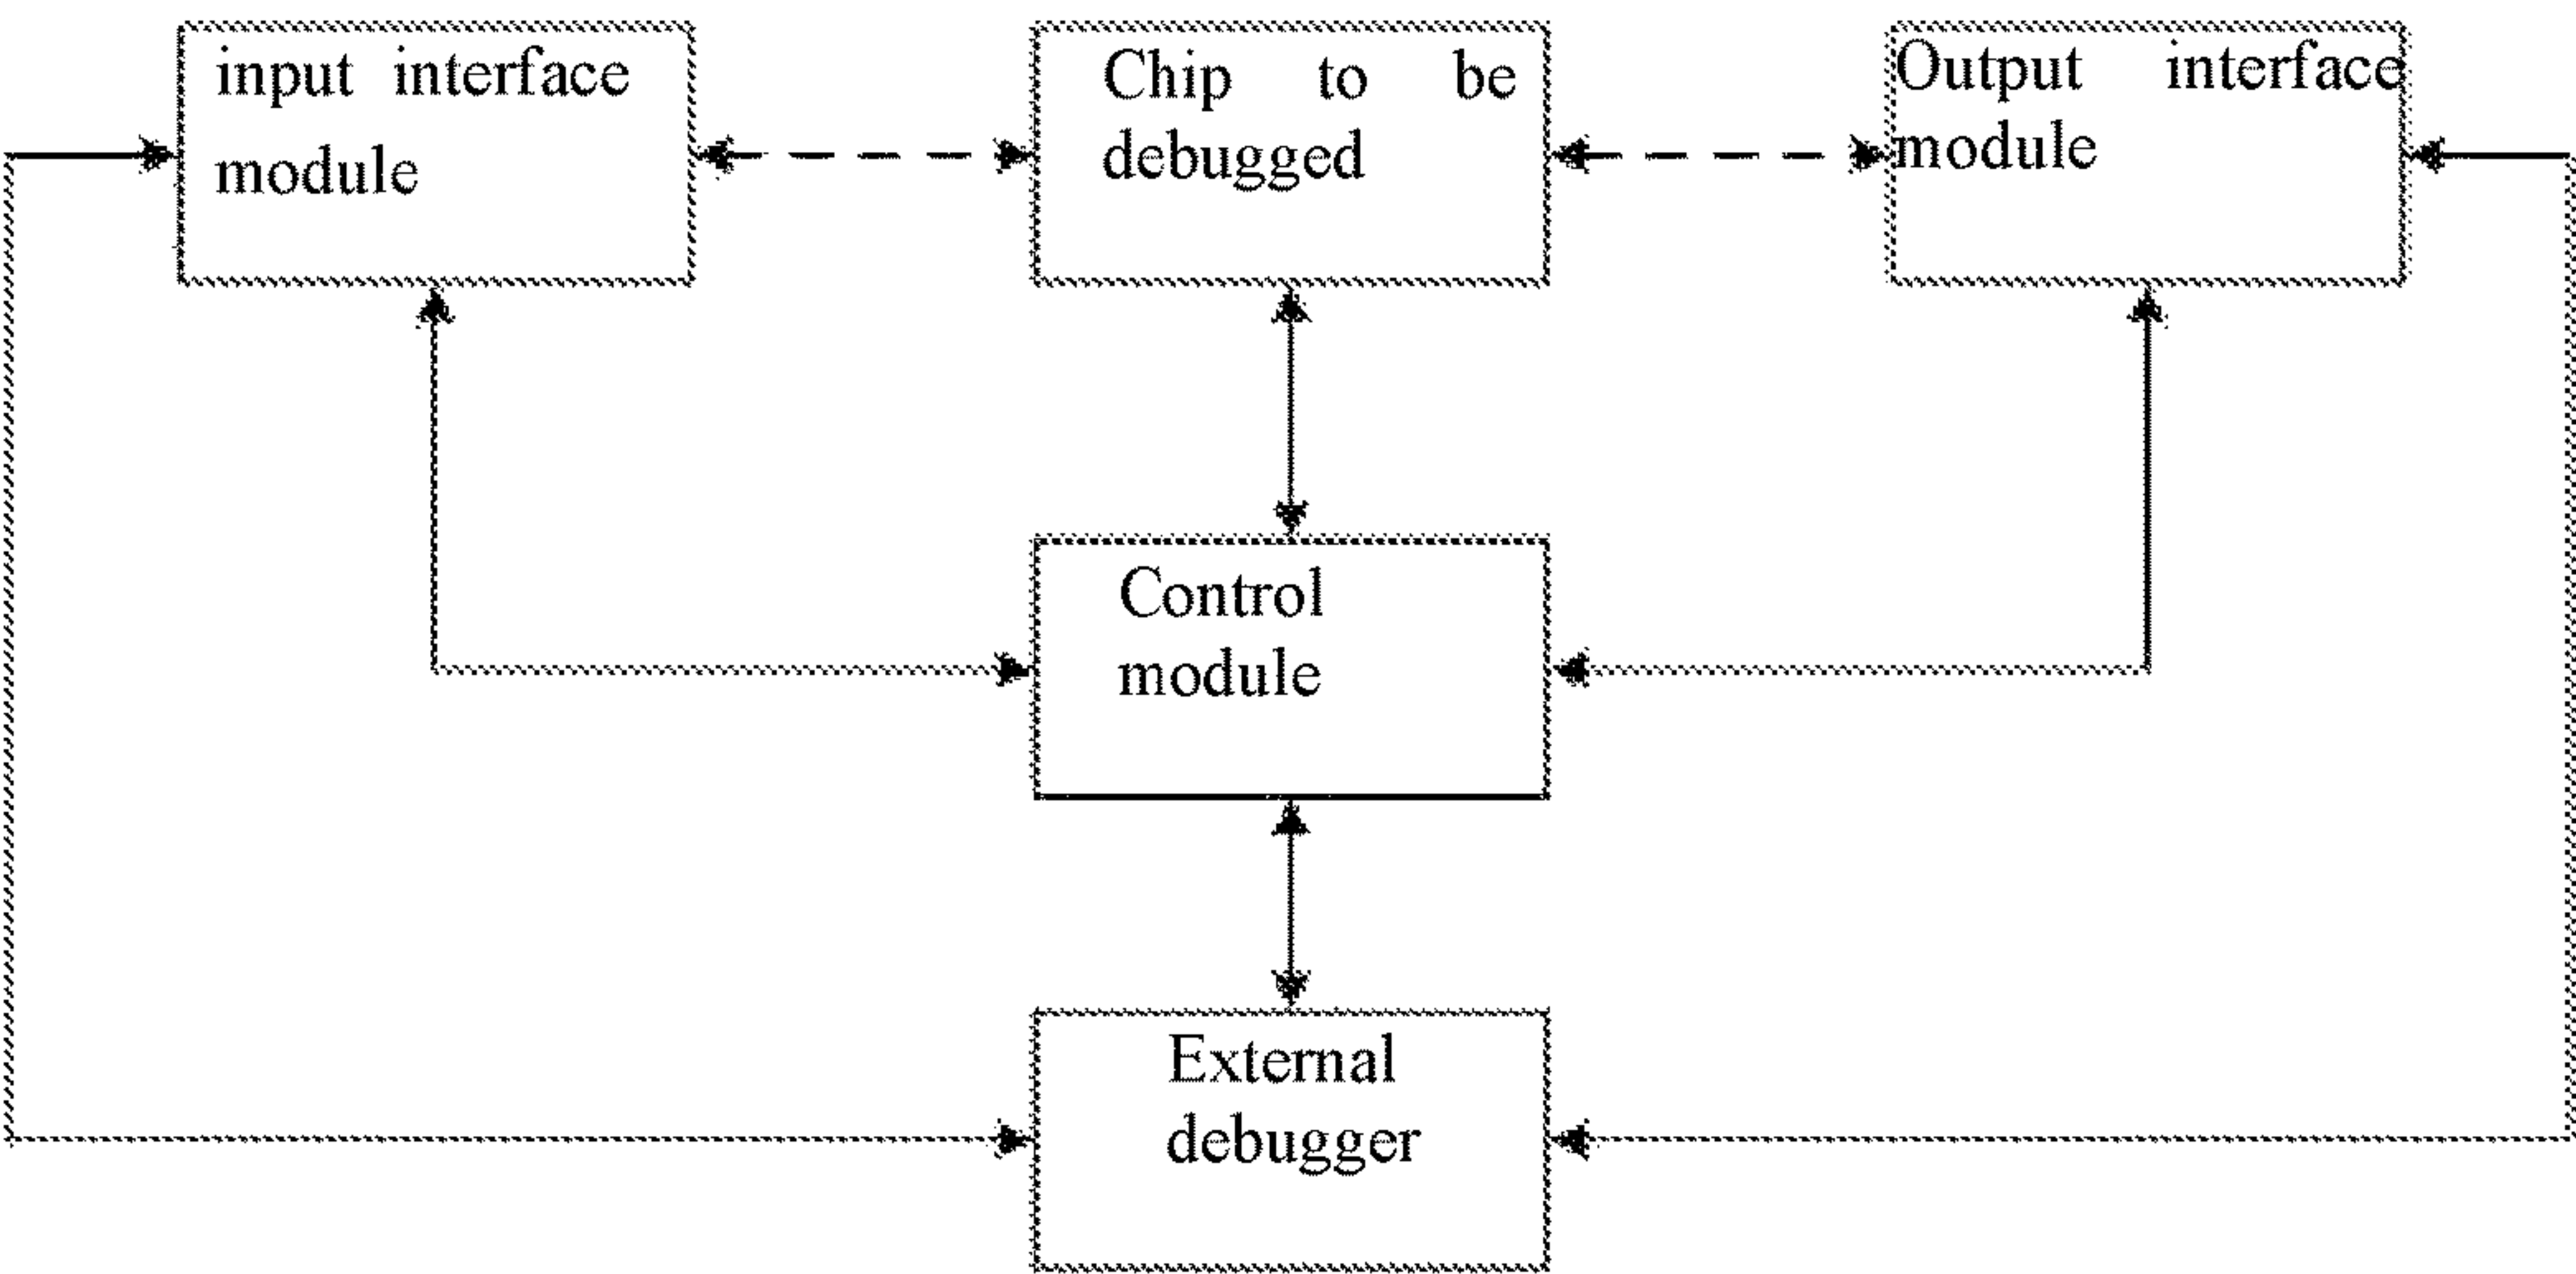 input interface
module
Chip to be
debugged
Output interface
module
Control
module
External
debugger